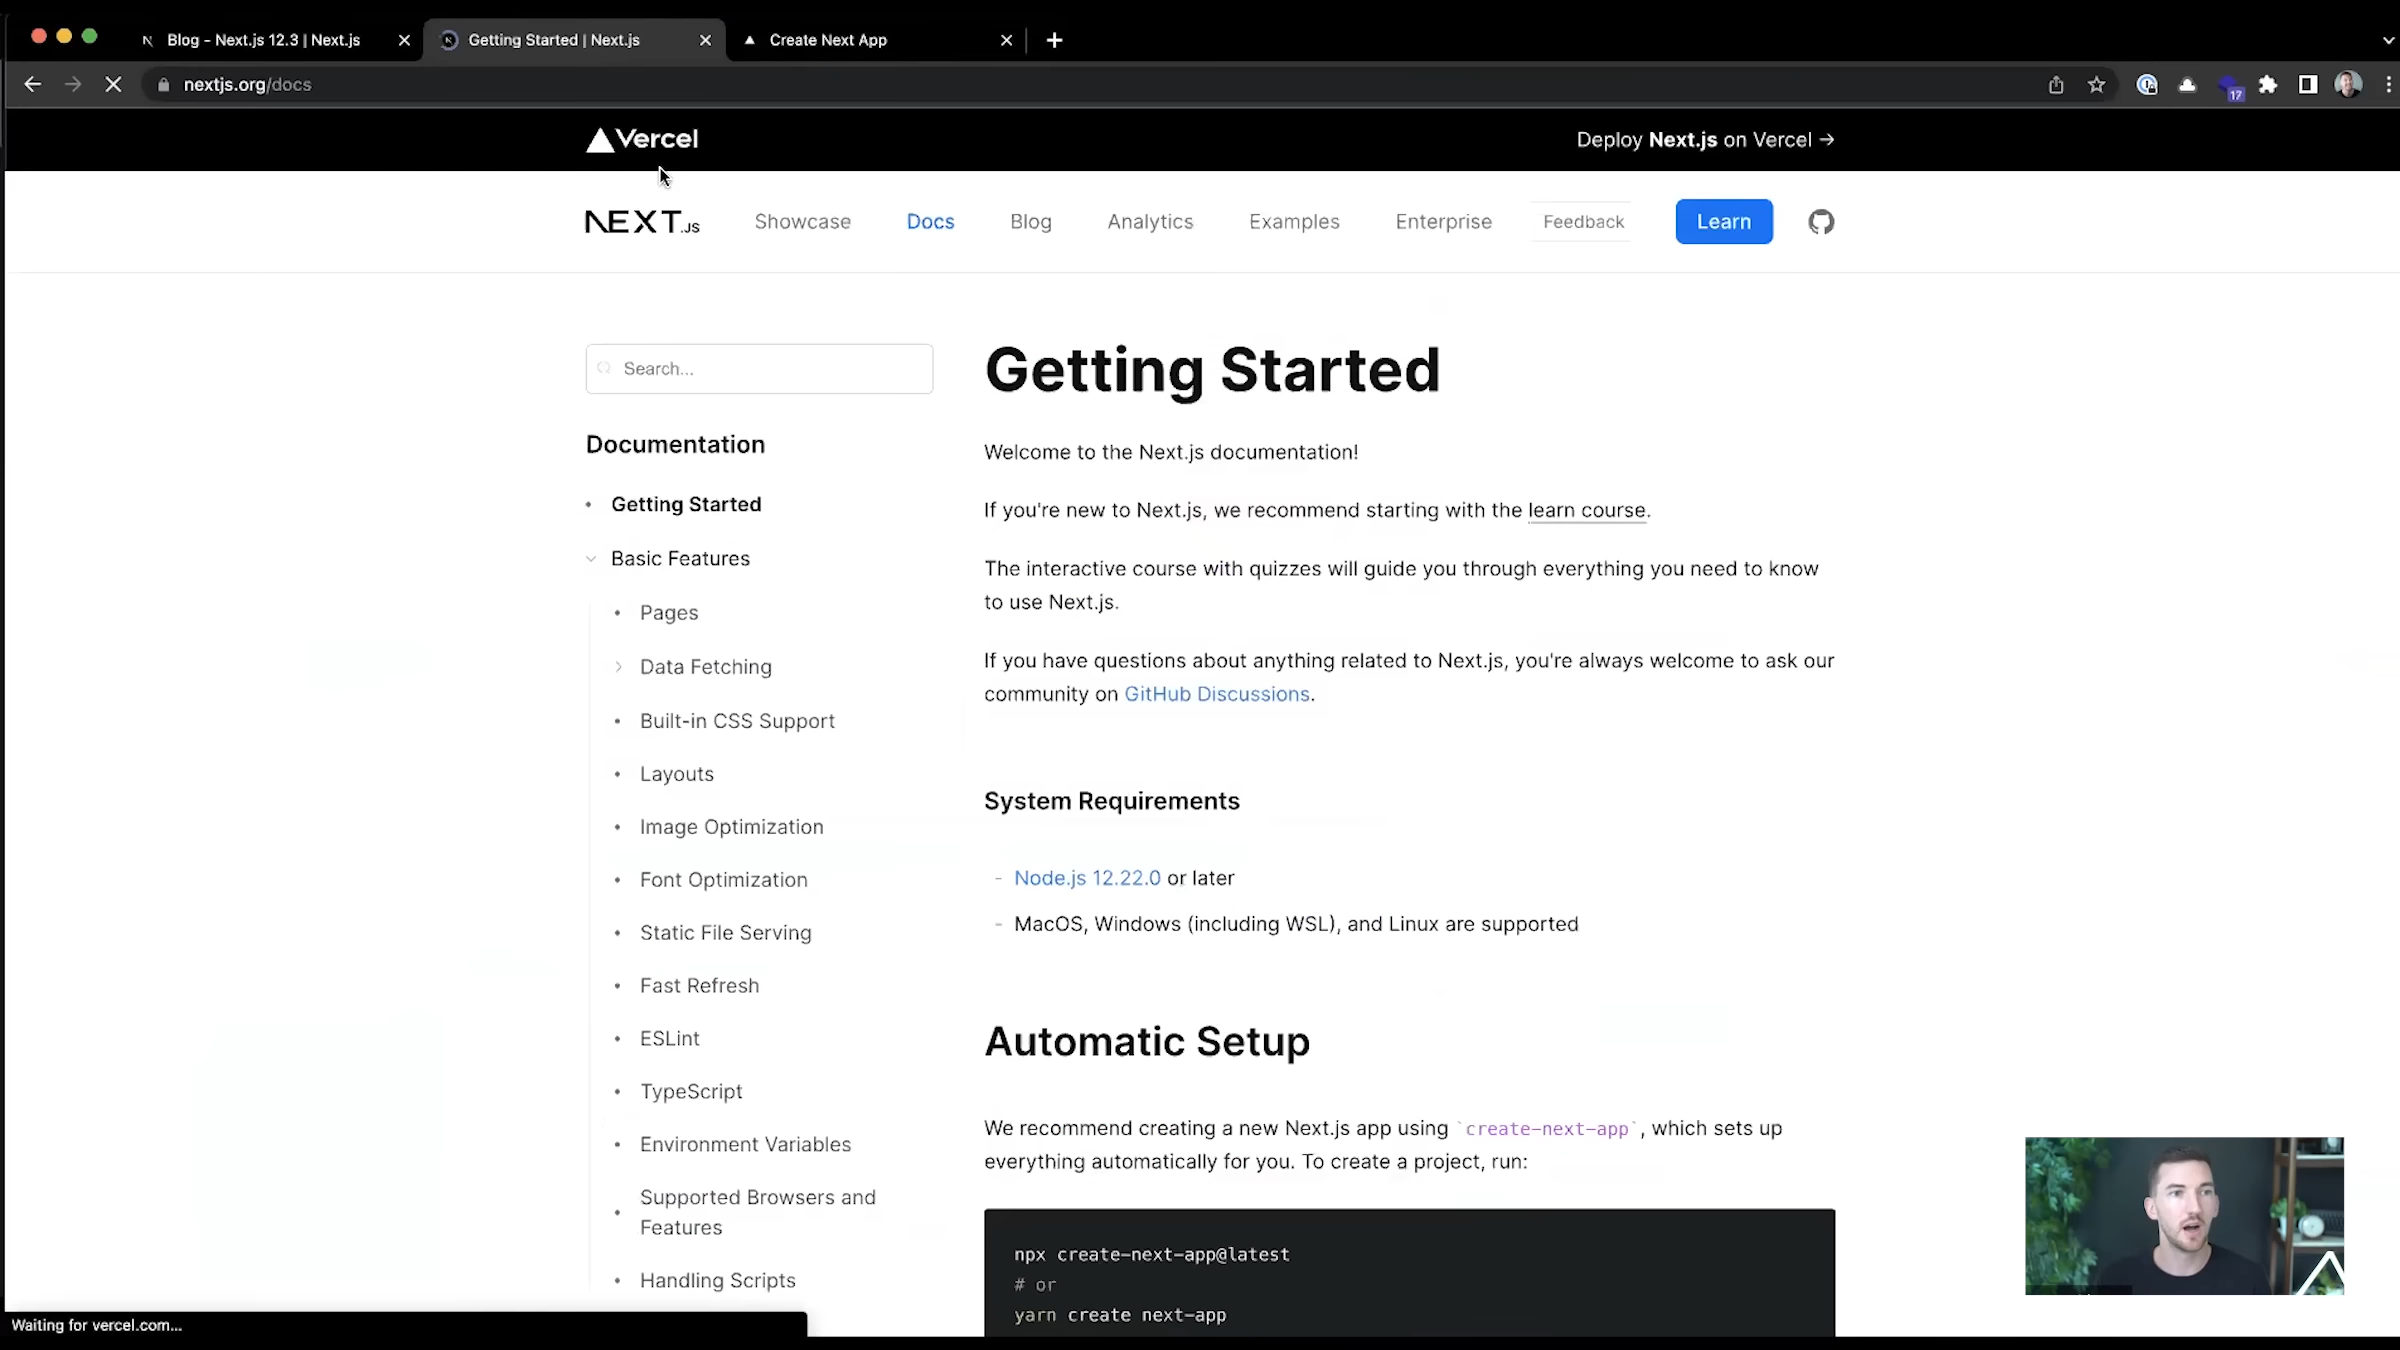 Blog - Next.js 12.3 | Next.js
Getting Started | Next.js
Create Next App
nextjs.org/docs
17
Vercel
Deploy Next.js on Vercel →
NEXT.JS
Showcase
Docs
Blog
Analytics
Examples
Enterprise
Feedback
Learn
Search...
Documentation
Getting Started
Basic Features
Pages
Data Fetching
Built-in CSS Support
Layouts
Image Optimization
Font Optimization
Static File Serving
Fast Refresh
ESLint
TypeScript
Environment Variables
Supported Browsers and
Features
Handling Scripts
Getting Started
Welcome to the Next.js documentation!
If you're new to Next.js, we recommend starting with the learn course.
The interactive course with quizzes will guide you through everything you need to know
to use Next.js.
If you have questions about anything related to Next.js, you're always welcome to ask our
community on GitHub Discussions.
System Requirements
- Node.js 12.22.0 or later
- MacOS, Windows (including WSL), and Linux are supported
Automatic Setup
We recommend creating a new Next.js app using `create-next-app`, which sets up
everything automatically for you. To create a project, run:
npx create-next-app@latest
# or
yarn create next-app
Waiting for vercel.com...